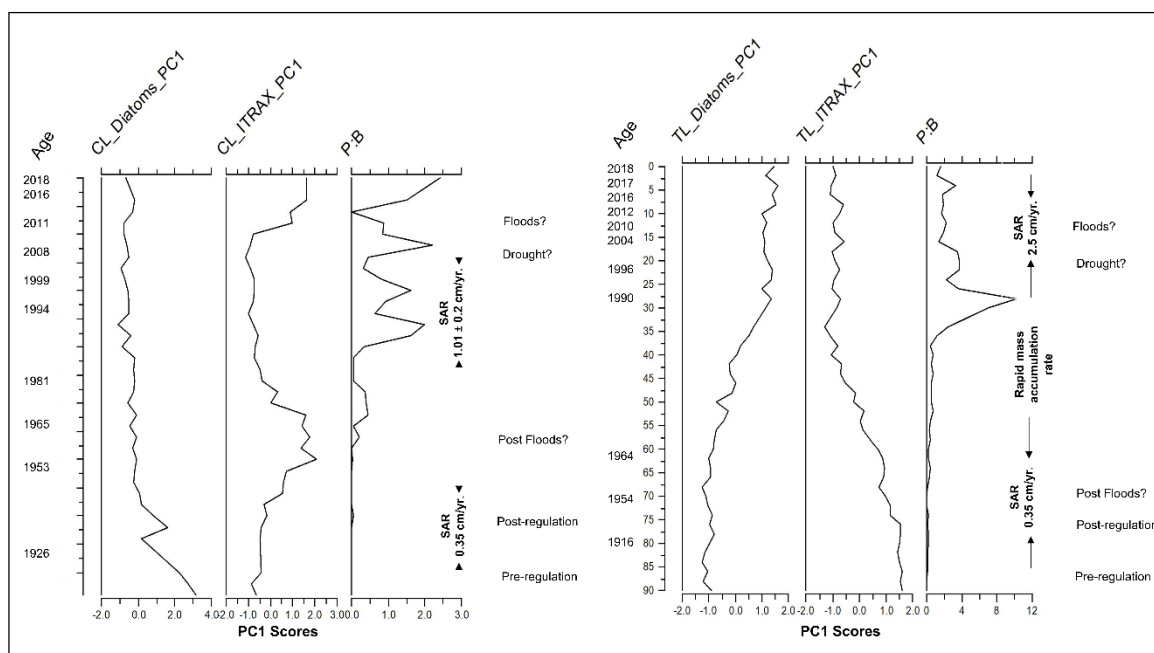 Age
CL_Diatoms_PC1
CL_ITRAX_PC1
P:B
2018
2016
2011
2008
1999
1994
1981
1965
1953
1926
Floods?
Drought?
SAR
1.01 ± 0.2 cm/yr.
Post Floods?
SAR
0.35 cm/yr.
Post-regulation
Pre-regulation
-2.0 0.0 2.0 4.0
-2.0 -1.0 0.0 1.0 2.0 3.0
0.0 1.0 2.0 3.0
PC1 Scores
Age
TL_Diatoms_PC1
TL_ITRAX_PC1
P:B
2018
2017
2016
2012
2010
2004
1996
1990
1964
1954
1916
0
5
10
15
20
25
30
35
40
45
50
55
60
65
70
75
80
85
90
SAR
2.5 cm/yr.
Floods?
Drought?
Rapid mass
accumulation
rate
SAR
0.35 cm/yr.
Post Floods?
Post-regulation
Pre-regulation
-2.0 -1.0 0.0 1.0 2.0
-2.0 -1.0 0.0 1.0 2.0
0 4 8 12
PC1 Scores